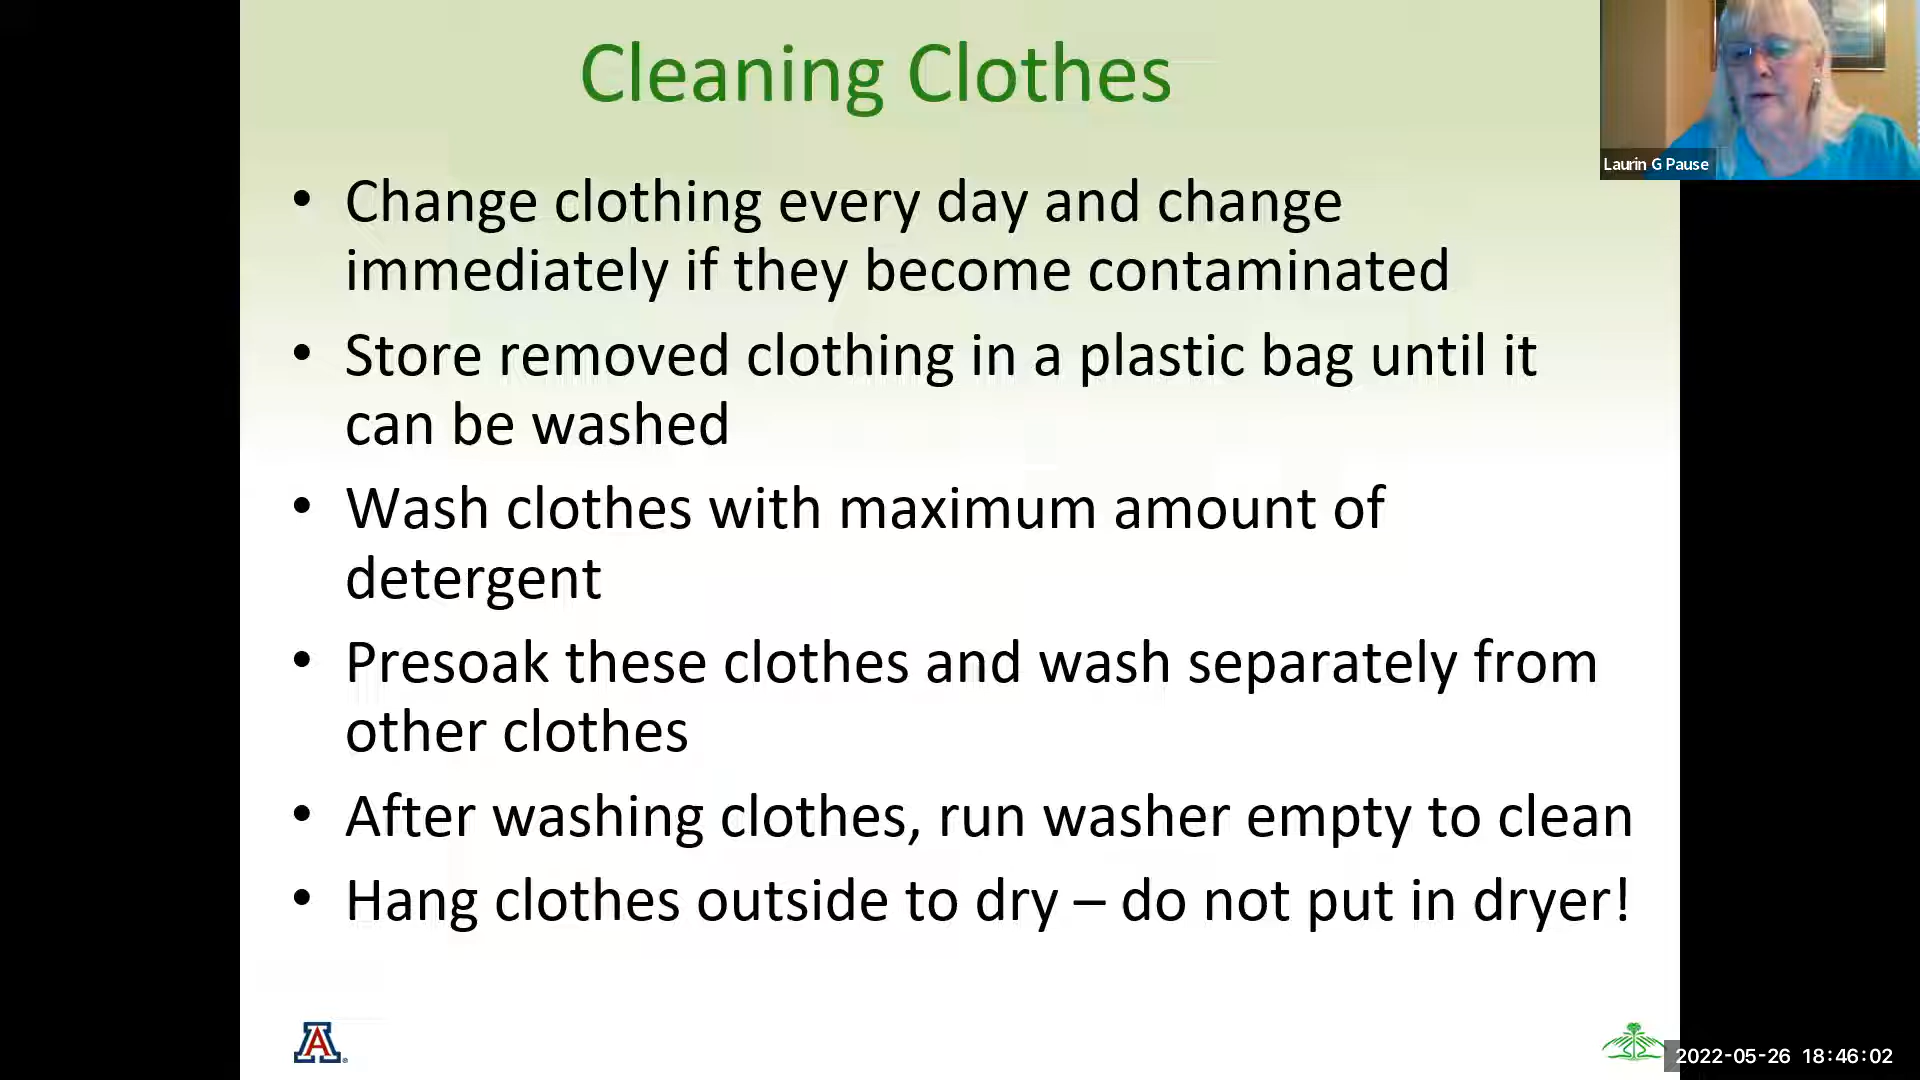 Cleaning Clothes
Laurin G Pause
• Change clothing every day and change
immediately if they become contaminated
• Store removed clothing in a plastic bag until it
can be washed
• Wash clothes with maximum amount of
detergent
• Presoak these clothes and wash separately from
other clothes
• After washing clothes, run washer empty to clean
• Hang clothes outside to dry – do not put in dryer!
A
2022-05-26 18:46:02